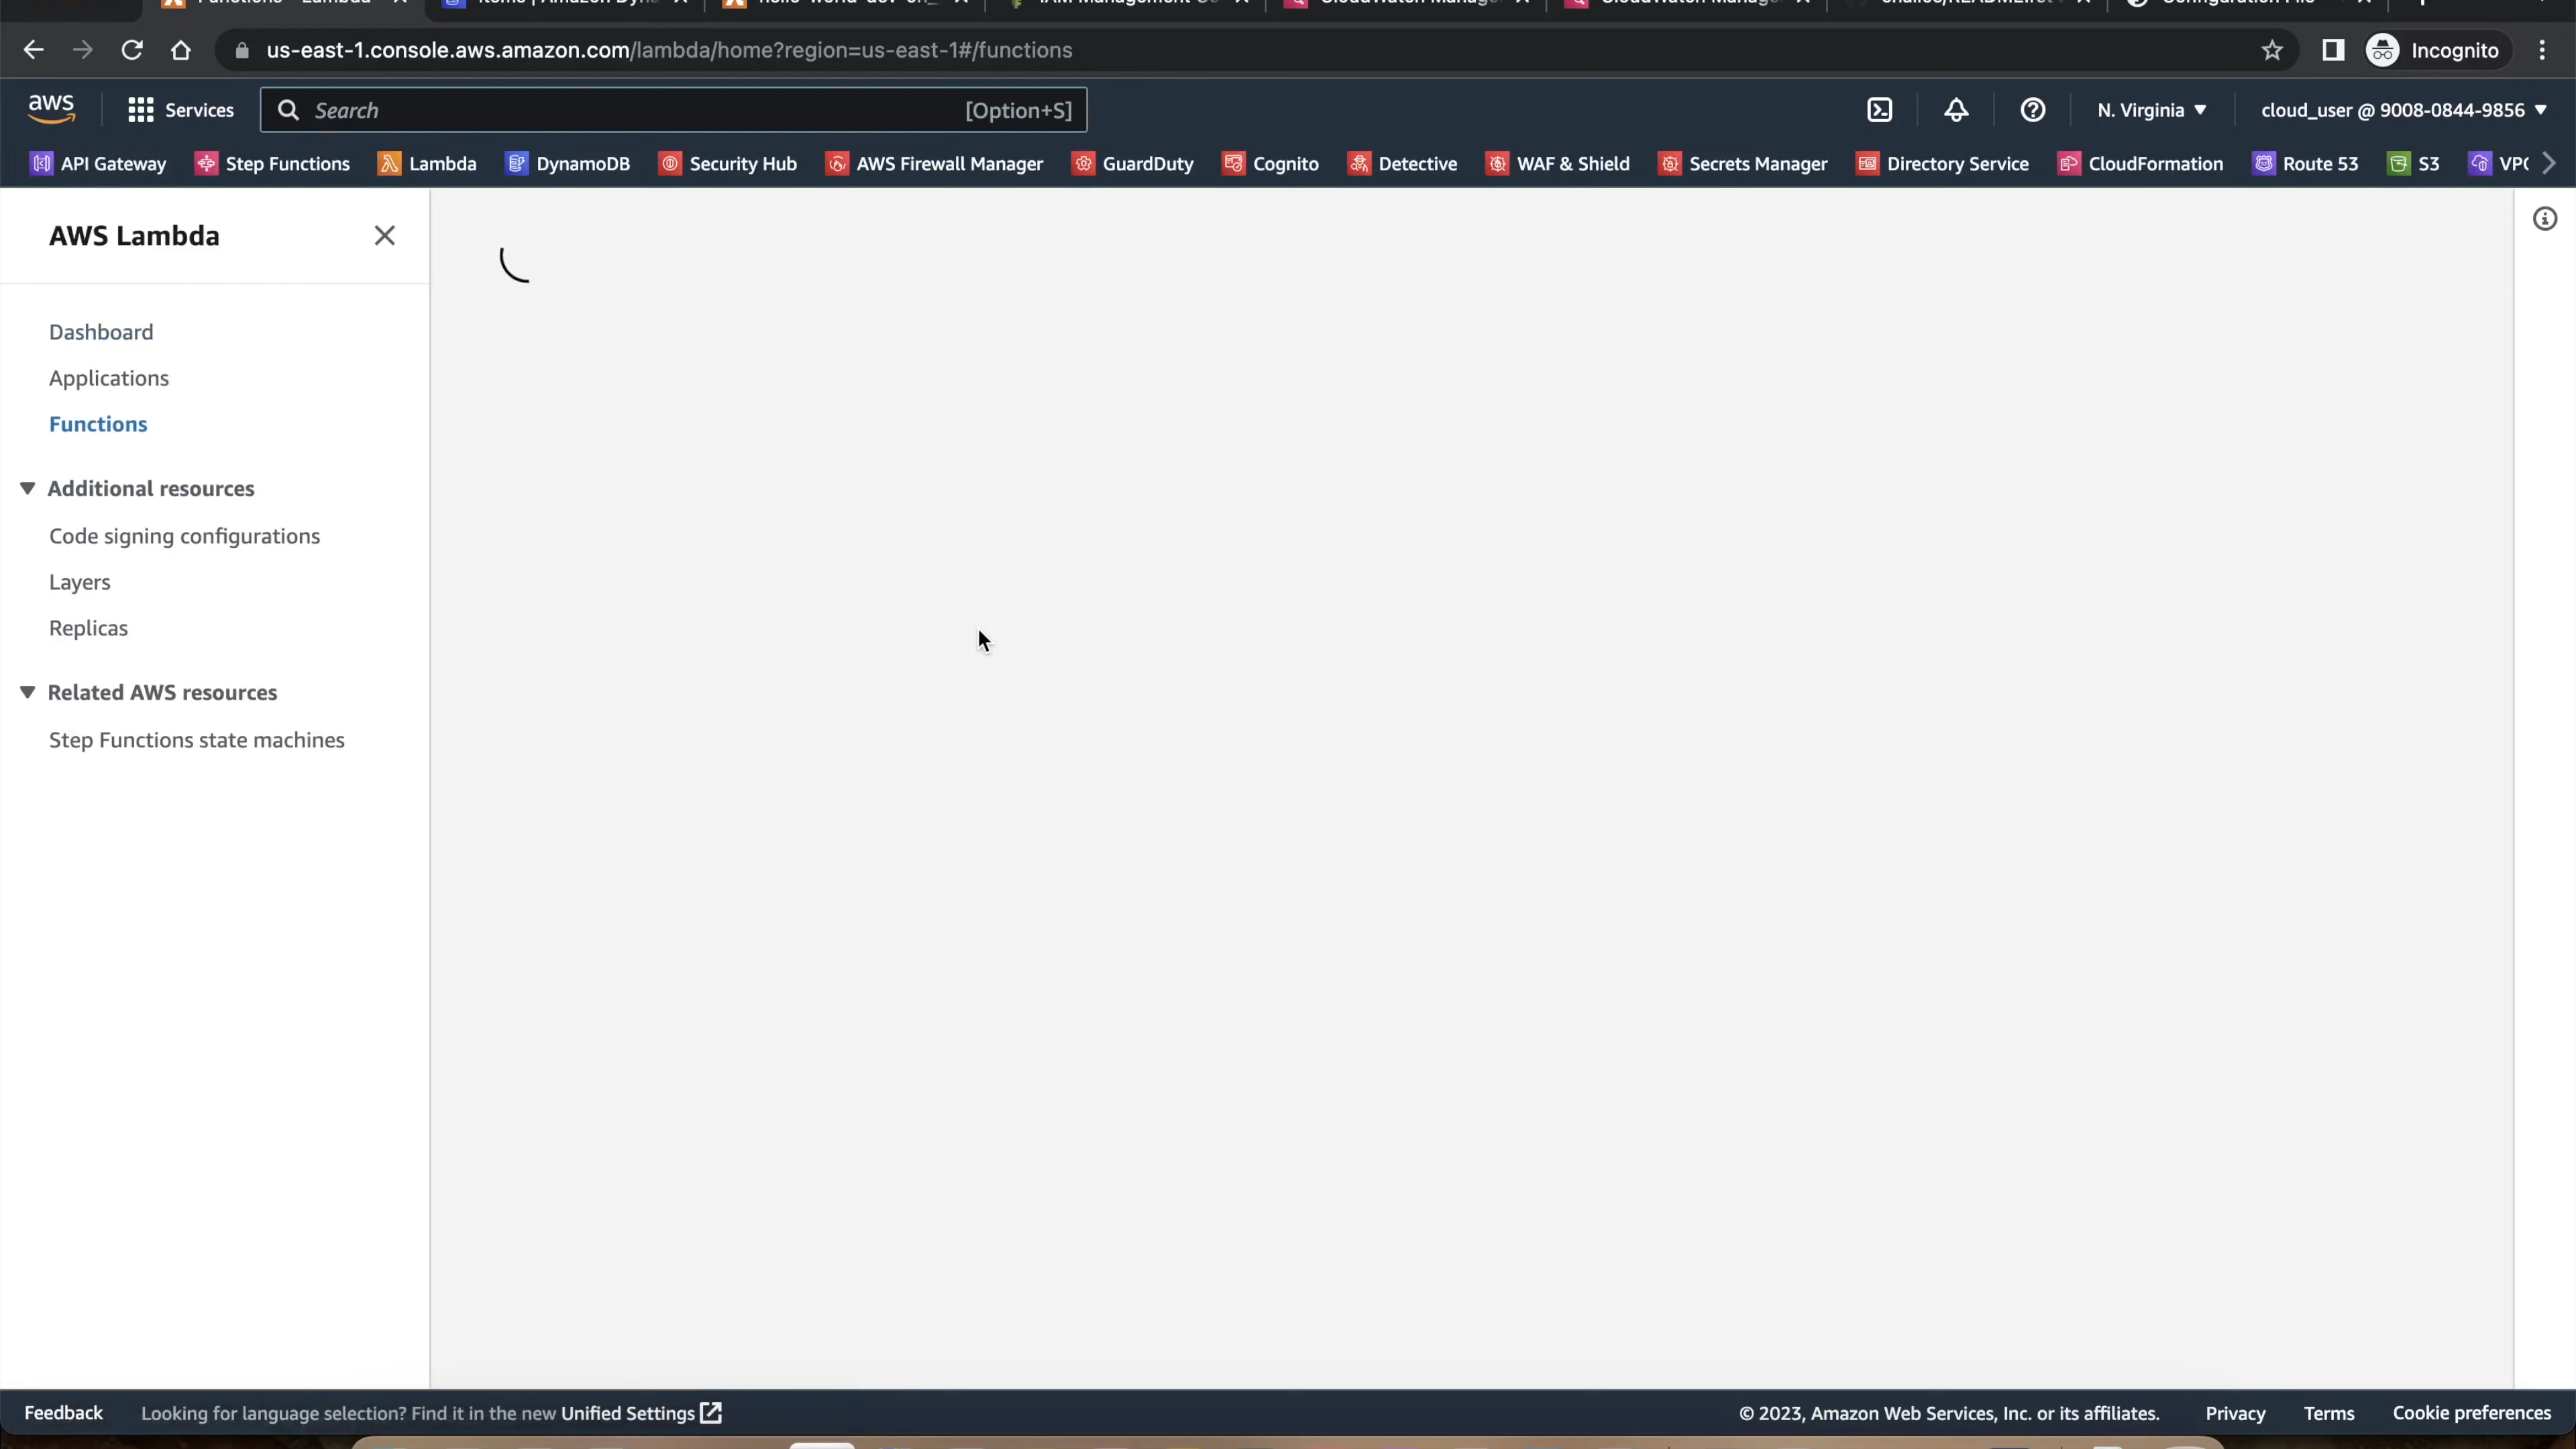 us-east-1.console.aws.amazon.com/lambda/home?region=us-east-1#/functions
Incognito
aws
Services
Search
[Option+S]
N. Virginia
cloud_user @ 9008-0844-9856
API Gateway
Step Functions
Lambda
DynamoDB
Security Hub
AWS Firewall Manager
GuardDuty
Cognito
Detective
WAF & Shield
Secrets Manager
Directory Service
CloudFormation
Route 53
S3
VPC
AWS Lambda
Dashboard
Applications
Functions
Additional resources
Code signing configurations
Layers
Replicas
Related AWS resources
Step Functions state machines
Feedback
Looking for language selection? Find it in the new Unified Settings
© 2023, Amazon Web Services, Inc. or its affiliates.
Privacy
Terms
Cookie preferences